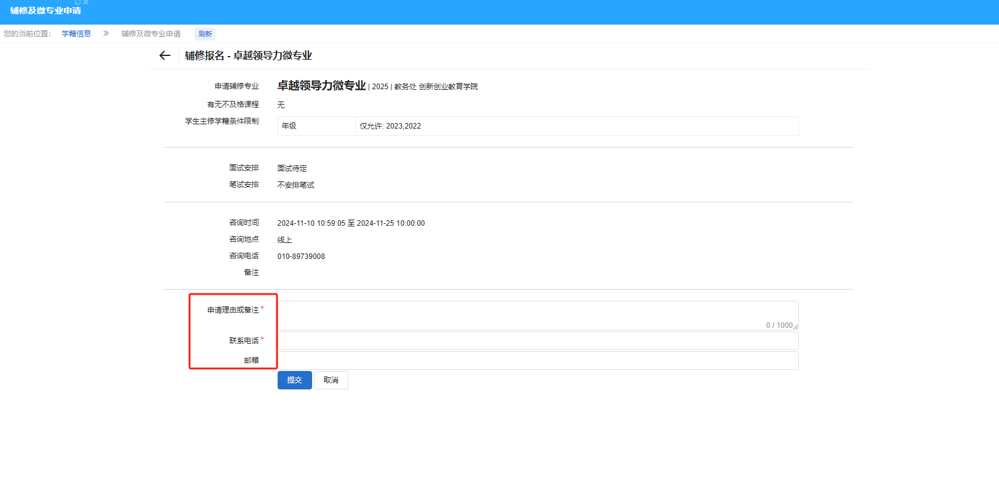 辅修及微专业申请
您的当前位置: 学籍信息 » 辅修及微专业申请 刷新
辅修报名 - 卓越领导力微专业
申请辅修专业 卓越领导力微专业 | 2025 | 教务处 创新创业教育学院
有无不及格课程 无
学生主修学籍条件限制 年级 仅允许: 2023,2022
面试安排 面试待定
笔试安排 不安排笔试
咨询时间 2024-11-10 10:59:05 至 2024-11-25 10:00:00
咨询地点 线上
咨询电话 010-89739008
备注
申请理由或备注*
0 / 1000
联系电话*
邮箱
提交 取消